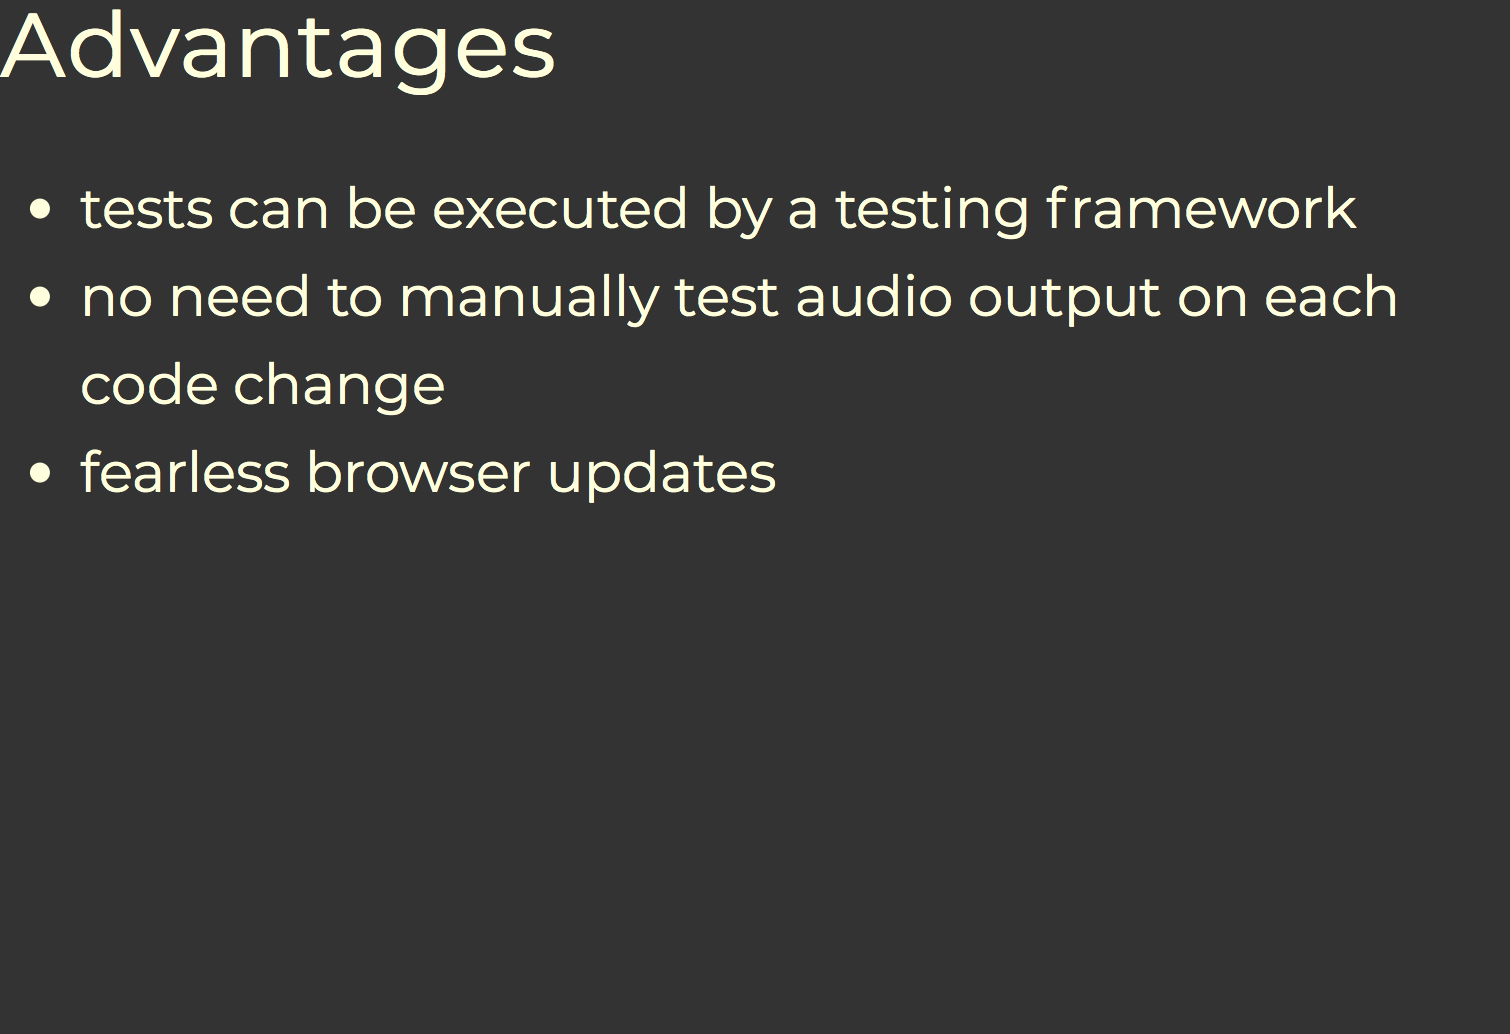 Advantages
• tests can be executed by a testing framework
• no need to manually test audio output on each
code change
• fearless browser updates